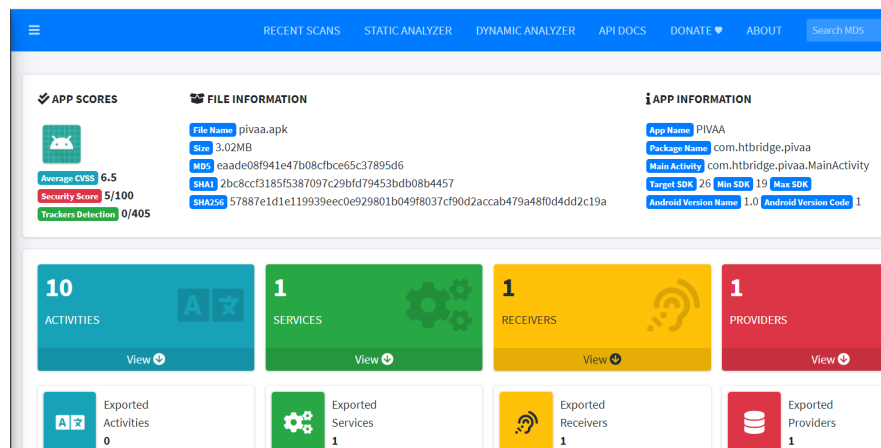 RECENT SCANS STATIC ANALYZER DYNAMIC ANALYZER API DOCS DONATE ♥ ABOUT Search MD5
APP SCORES
Average CVSS 6.5
Security Score 5/100
Trackers Detection 0/405
FILE INFORMATION
File Name pivaa.apk
Size 3.02MB
MD5 eaade08f941e47b08cfbce65c37895d6
SHA1 2bc8ccf3185f5387097c29bfd79453bdb08b4457
SHA256 57887e1d1e119939eec0e929801b049f8037cf90d2accab479a48f0d4dd2c19a
APP INFORMATION
App Name PIVAA
Package Name com.htbridge.pivaa
Main Activity com.htbridge.pivaa.MainActivity
Target SDK 26 Min SDK 19 Max SDK
Android Version Name 1.0 Android Version Code 1
10
ACTIVITIES
View
1
SERVICES
View
1
RECEIVERS
View
1
PROVIDERS
View
Exported
Activities
0
Exported
Services
1
Exported
Receivers
1
Exported
Providers
1